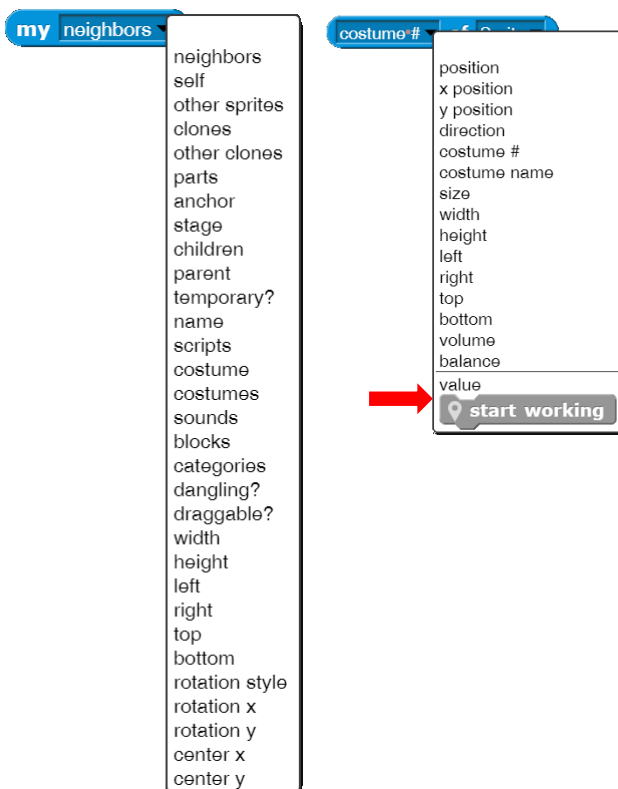 my neighbors
neighbors
self
other sprites
clones
other clones
parts
anchor
stage
children
parent
temporary?
name
scripts
costume
costumes
sounds
blocks
categories
dangling?
draggable?
width
height
left
right
top
bottom
rotation style
rotation x
rotation y
center x
center y
costume #
position
x position
y position
direction
costume #
costume name
size
width
height
left
right
top
bottom
volume
balance
value
start working